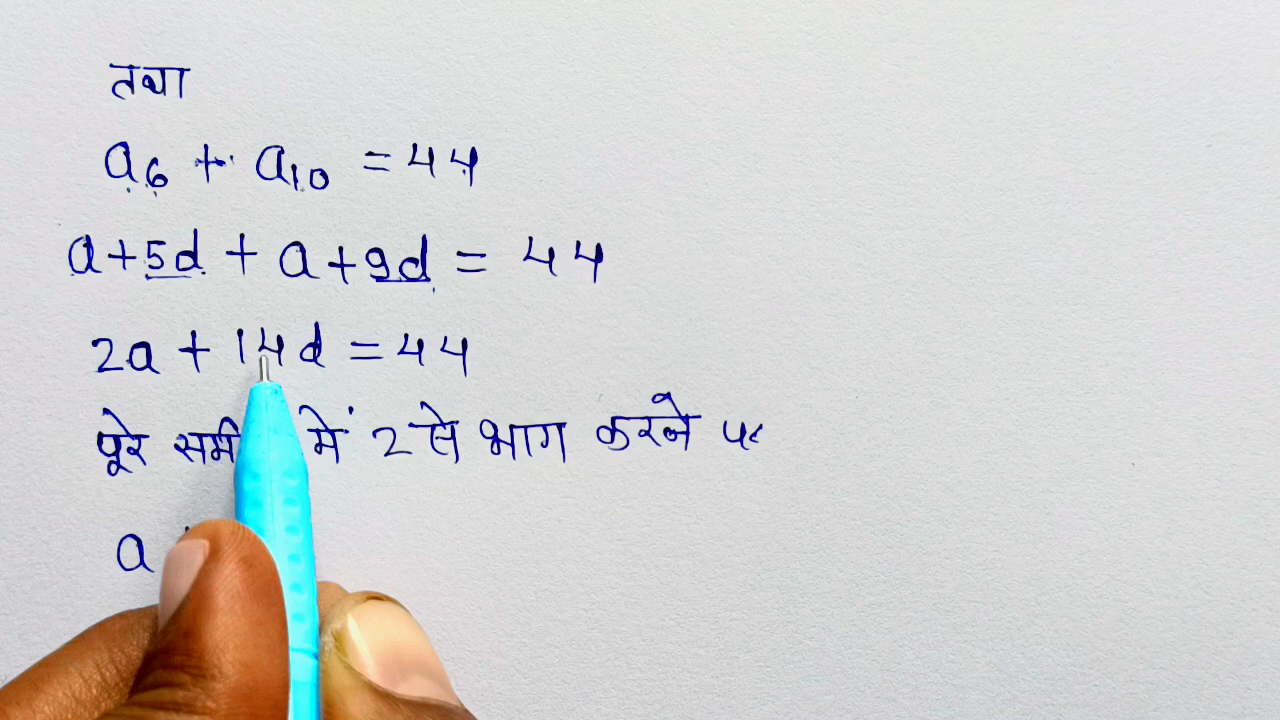 तथा
a₆ + a₁₀ = 44
a+5d + a+9d = 44
2a + 14d = 44
पूरे में 2 से भाग करने पर
a